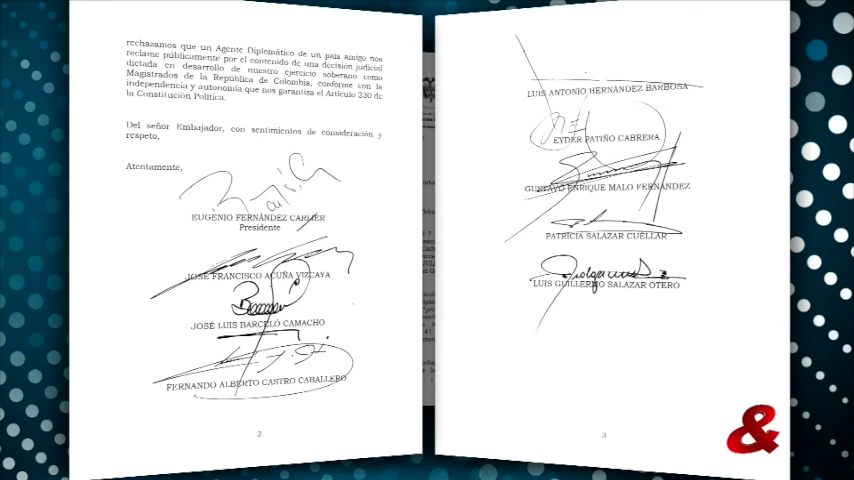 rechazamos que un Agente Diplomático de un país amigo nos
reclame públicamente por el contenido de una decisión judicial
dictada en desarrollo de nuestro ejercicio soberano como
Magistrados de la República de Colombia, conforme con la
independencia y autonomía que nos garantiza el Artículo 230 de
la Constitución Política.
Del señor Embajador, con sentimientos de consideración y
respeto,
Atentamente,
EUGENIO FERNÁNDEZ CARLIER
Presidente
JOSÉ FRANCISCO ACUÑA VIZCAYA
JOSÉ LUIS BARCELÓ CAMACHO
FERNANDO ALBERTO CASTRO CABALLERO
2
LUIS ANTONIO HERNÁNDEZ BARBOSA
EYDER PATIÑO CABRERA
GUSTAVO ENRIQUE MALO FERNÁNDEZ
PATRICIA SALAZAR CUÉLLAR
LUIS GUILLERMO SALAZAR OTERO
3
&